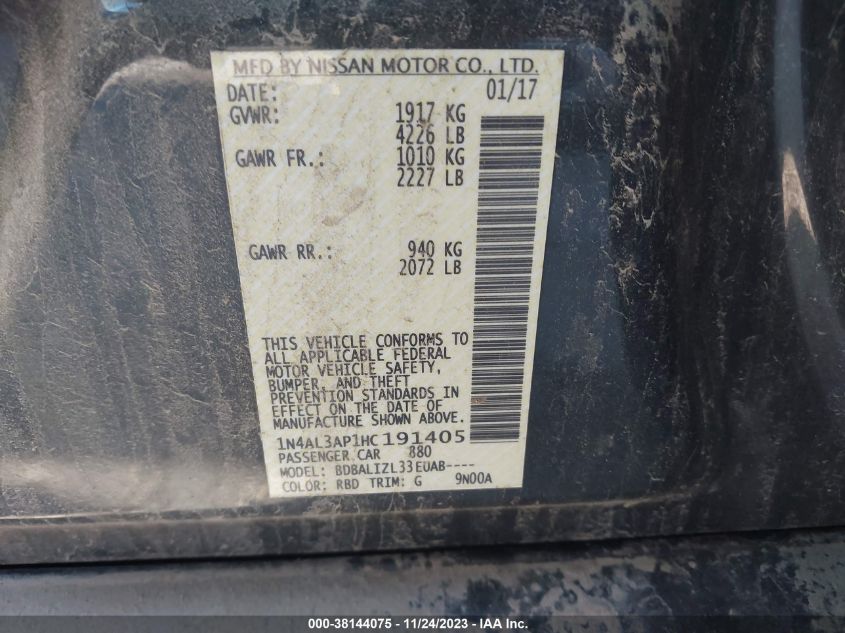 MFD BY NISSAN MOTOR CO., LTD.
DATE: 01/17
GVWR: 1917 KG
4226 LB
GAWR FR.: 1010 KG
2227 LB
GAWR RR.: 940 KG
2072 LB
THIS VEHICLE CONFORMS TO
ALL APPLICABLE FEDERAL
MOTOR VEHICLE SAFETY,
BUMPER, AND THEFT
PREVENTION STANDARDS IN
EFFECT ON THE DATE OF
MANUFACTURE SHOWN ABOVE.
1N4AL3AP1HC191405
PASSENGER CAR 880
MODEL: BDBALIZL33EUAB----
COLOR: RBD TRIM: G 9N00A
000-38144075 - 11/24/2023 - IAA Inc.